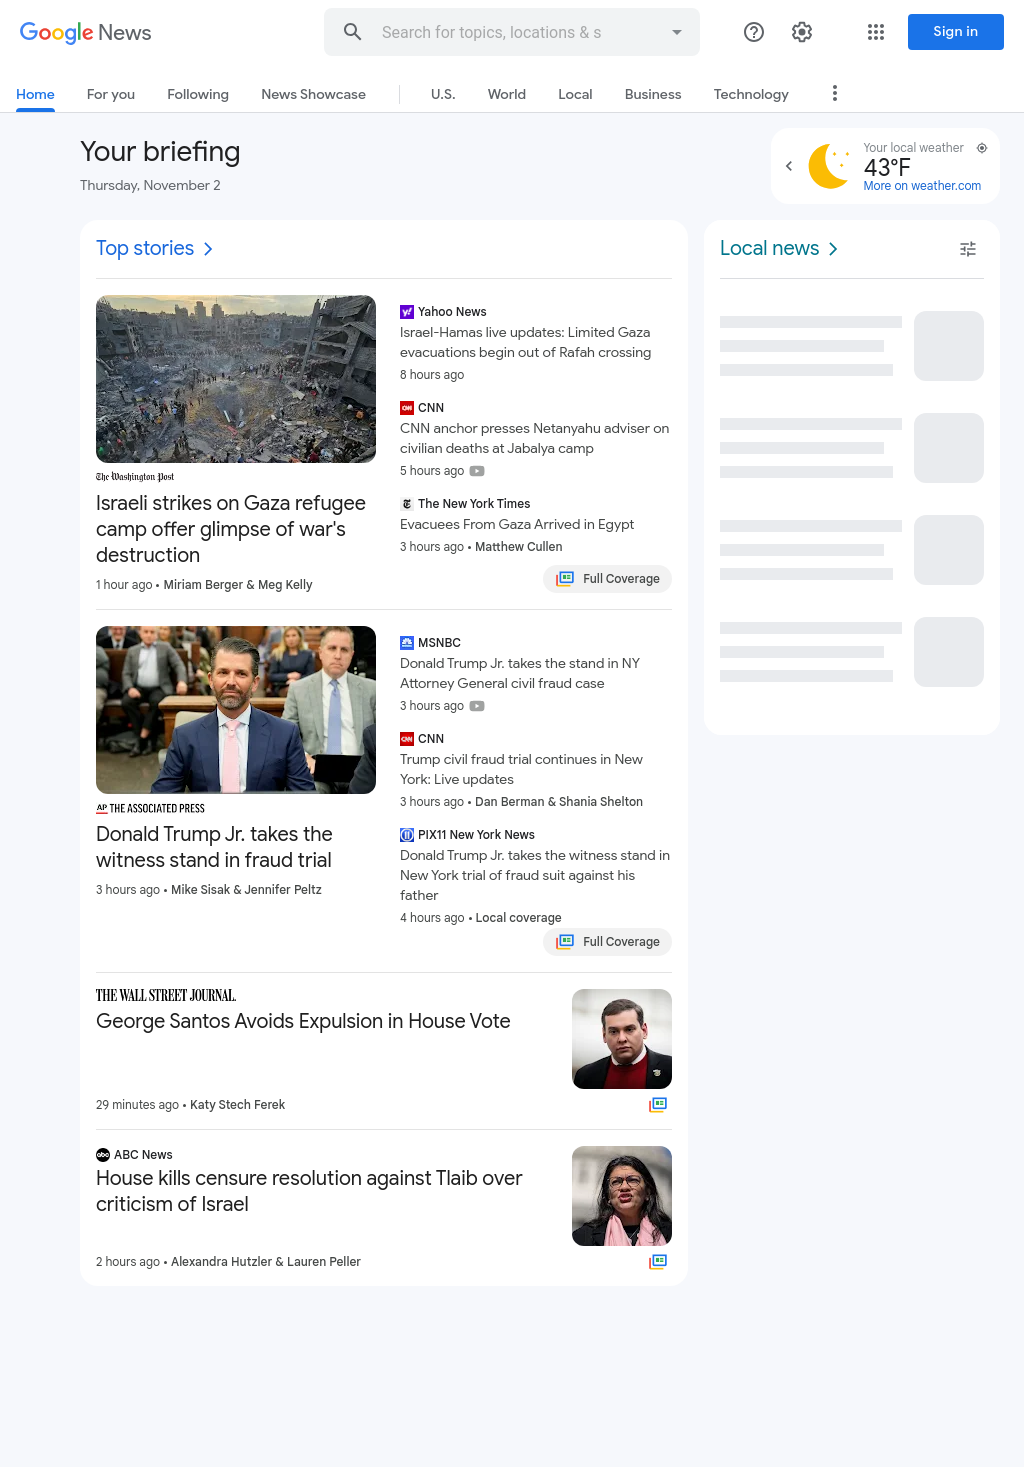 Google News
Search for topics, locations & s
Sign in
Home
For you
Following
News Showcase
U.S.
World
Local
Business
Technology
Your briefing
Thursday, November 2
Your local weather
43°F
More on weather.com
Top stories
The Washington Post
Israeli strikes on Gaza refugee
camp offer glimpse of war's
destruction
1 hour ago • Miriam Berger & Meg Kelly
Yahoo News
Israel-Hamas live updates: Limited Gaza
evacuations begin out of Rafah crossing
8 hours ago
CNN
CNN anchor presses Netanyahu adviser on
civilian deaths at Jabalya camp
5 hours ago
The New York Times
Evacuees From Gaza Arrived in Egypt
3 hours ago • Matthew Cullen
Full Coverage
AP THE ASSOCIATED PRESS
Donald Trump Jr. takes the
witness stand in fraud trial
3 hours ago • Mike Sisak & Jennifer Peltz
MSNBC
Donald Trump Jr. takes the stand in NY
Attorney General civil fraud case
3 hours ago
CNN
Trump civil fraud trial continues in New
York: Live updates
3 hours ago • Dan Berman & Shania Shelton
PIX11 New York News
Donald Trump Jr. takes the witness stand in
New York trial of fraud suit against his
father
4 hours ago • Local coverage
Full Coverage
THE WALL STREET JOURNAL.
George Santos Avoids Expulsion in House Vote
29 minutes ago • Katy Stech Ferek
abc ABC News
House kills censure resolution against Tlaib over
criticism of Israel
2 hours ago • Alexandra Hutzler & Lauren Peller
Local news